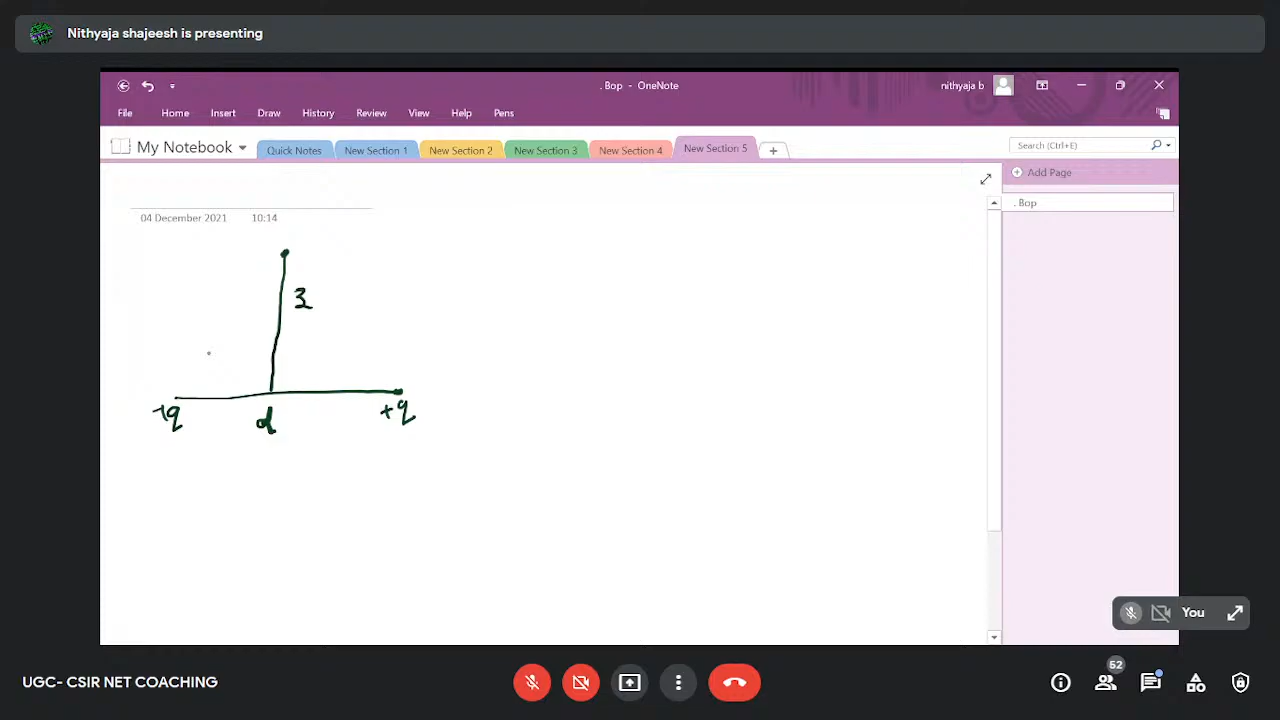 Nithyaja shajeesh is presenting
. Bop - OneNote
nithyaja b
File Home Insert Draw History Review View Help Pens
My Notebook
Quick Notes New Section 1 New Section 2 New Section 3 New Section 4 New Section 5 +
Search (Ctrl+E)
Add Page
. Bop
04 December 2021 10:14
z
+q d +q
You
52
UGC- CSIR NET COACHING